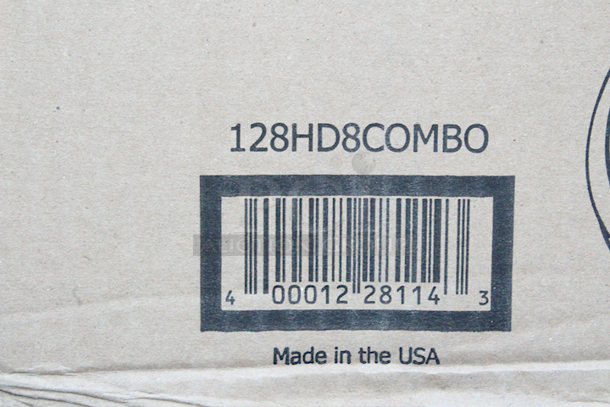 128HD8COMBO
4 00012 28114 3
Made in the USA